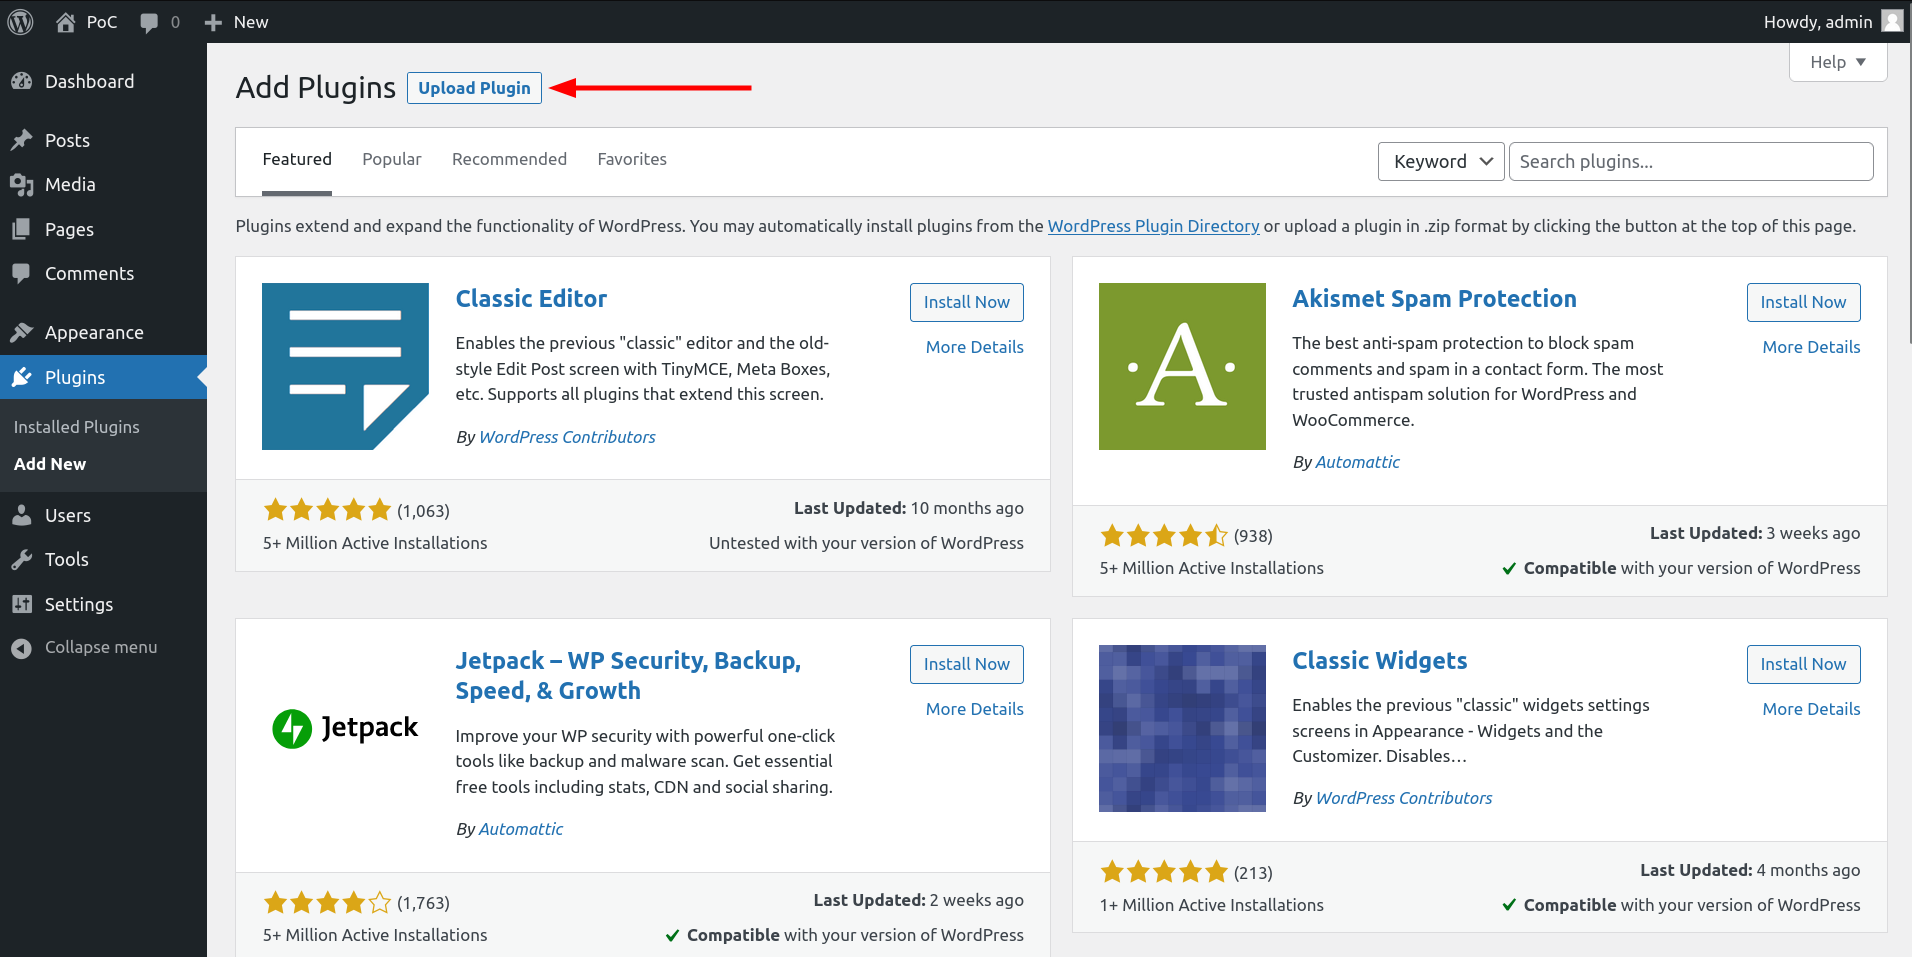 PoC
0
New
Howdy, admin
Dashboard
Posts
Media
Pages
Comments
Appearance
Plugins
Installed Plugins
Add New
Users
Tools
Settings
Collapse menu
Help
Add Plugins
Upload Plugin
Featured
Popular
Recommended
Favorites
Keyword
Search plugins...
Plugins extend and expand the functionality of WordPress. You may automatically install plugins from the WordPress Plugin Directory or upload a plugin in .zip format by clicking the button at the top of this page.
Classic Editor
Install Now
More Details
Enables the previous "classic" editor and the old-
style Edit Post screen with TinyMCE, Meta Boxes,
etc. Supports all plugins that extend this screen.
By WordPress Contributors
(1,063)
Last Updated: 10 months ago
5+ Million Active Installations
Untested with your version of WordPress
·A·
Akismet Spam Protection
Install Now
More Details
The best anti-spam protection to block spam
comments and spam in a contact form. The most
trusted antispam solution for WordPress and
WooCommerce.
By Automattic
(938)
Last Updated: 3 weeks ago
5+ Million Active Installations
Compatible with your version of WordPress
Jetpack
Jetpack – WP Security, Backup,
Speed, & Growth
Install Now
More Details
Improve your WP security with powerful one-click
tools like backup and malware scan. Get essential
free tools including stats, CDN and social sharing.
By Automattic
(1,763)
Last Updated: 2 weeks ago
5+ Million Active Installations
Compatible with your version of WordPress
Classic Widgets
Install Now
More Details
Enables the previous "classic" widgets settings
screens in Appearance - Widgets and the
Customizer. Disables…
By WordPress Contributors
(213)
Last Updated: 4 months ago
1+ Million Active Installations
Compatible with your version of WordPress